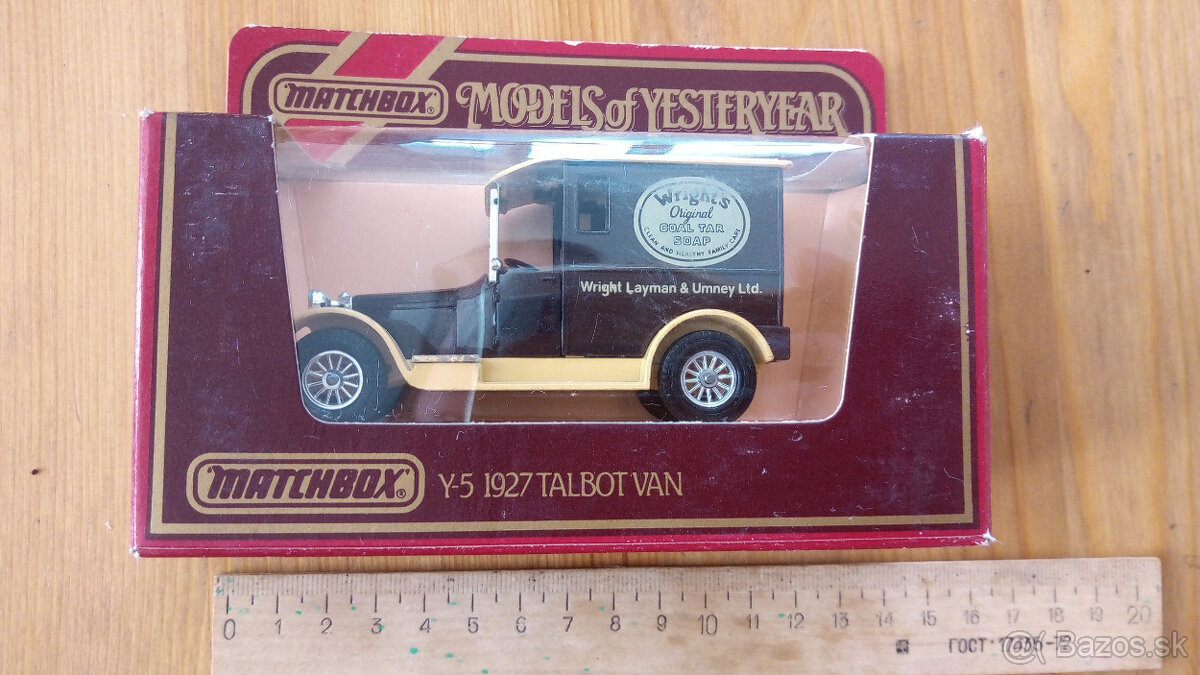 MATCHBOX®
MODELS of YESTERYEAR
Wright's
Original
COAL TAR
SOAP
CLEAN AND HEALTHY FAMILY CARE
Wright Layman & Umney Ltd.
MATCHBOX®
Y-5 1927 TALBOT VAN
0 1 2 3 4 5 6 7 8 9 10 11 12 13 14 15 16 17 18 19 20
ГОСТ
Bazos.sk